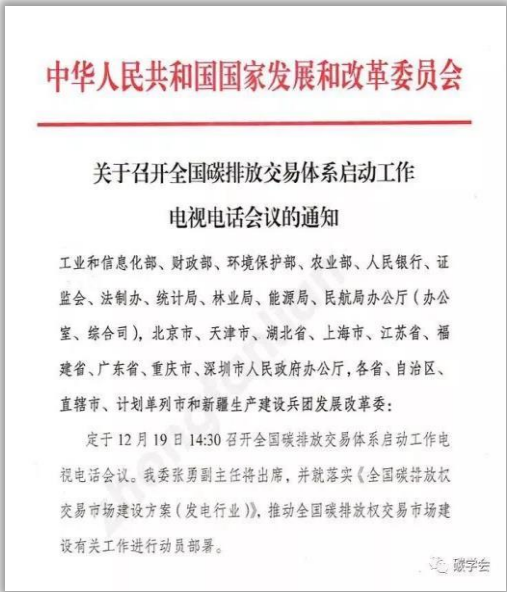 中华人民共和国国家发展和改革委员会
关于召开全国碳排放交易体系启动工作
电视电话会议的通知
工业和信息化部、财政部、环境保护部、农业部、人民银行、证
监会、法制办、统计局、林业局、能源局、民航局办公厅（办公
室、综合司），北京市、天津市、湖北省、上海市、江苏省、福
建省、广东省、重庆市、深圳市人民政府办公厅，各省、自治区、
直辖市、计划单列市和新疆生产建设兵团发展改革委：
定于 12 月 19 日 14:30 召开全国碳排放交易体系启动工作电
视电话会议。我委张勇副主任将出席，并就落实《全国碳排放权
交易市场建设方案（发电行业）》，推动全国碳排放权交易市场建
设有关工作进行动员部署。
碳学会